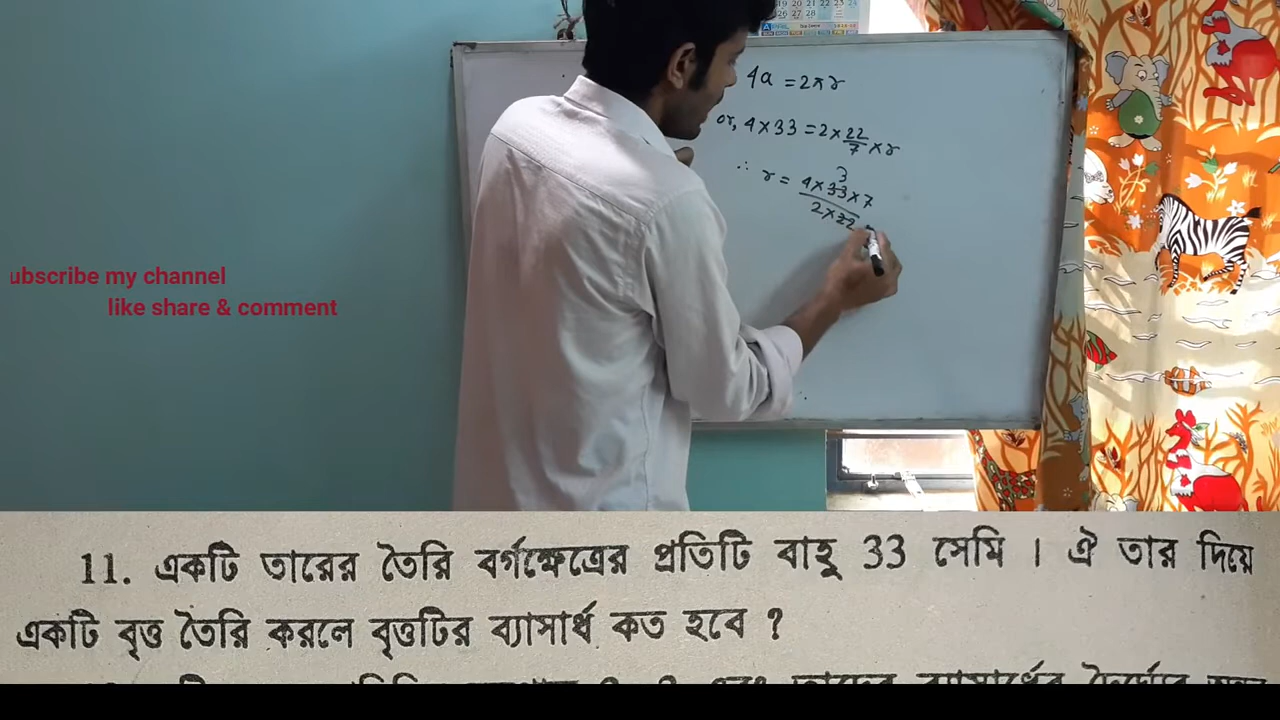 4a = 2πr
or, 4×33 = 2×22/7×r
∴ r = 4×33×7/2×22
3
ubscribe my channel
like share & comment
11. একটি তারের তৈরি বর্গক্ষেত্রের প্রতিটি বাহু 33 সেমি । ঐ তার দিয়ে
একটি বৃত্ত তৈরি করলে বৃত্তটির ব্যাসার্ধ কত হবে ?